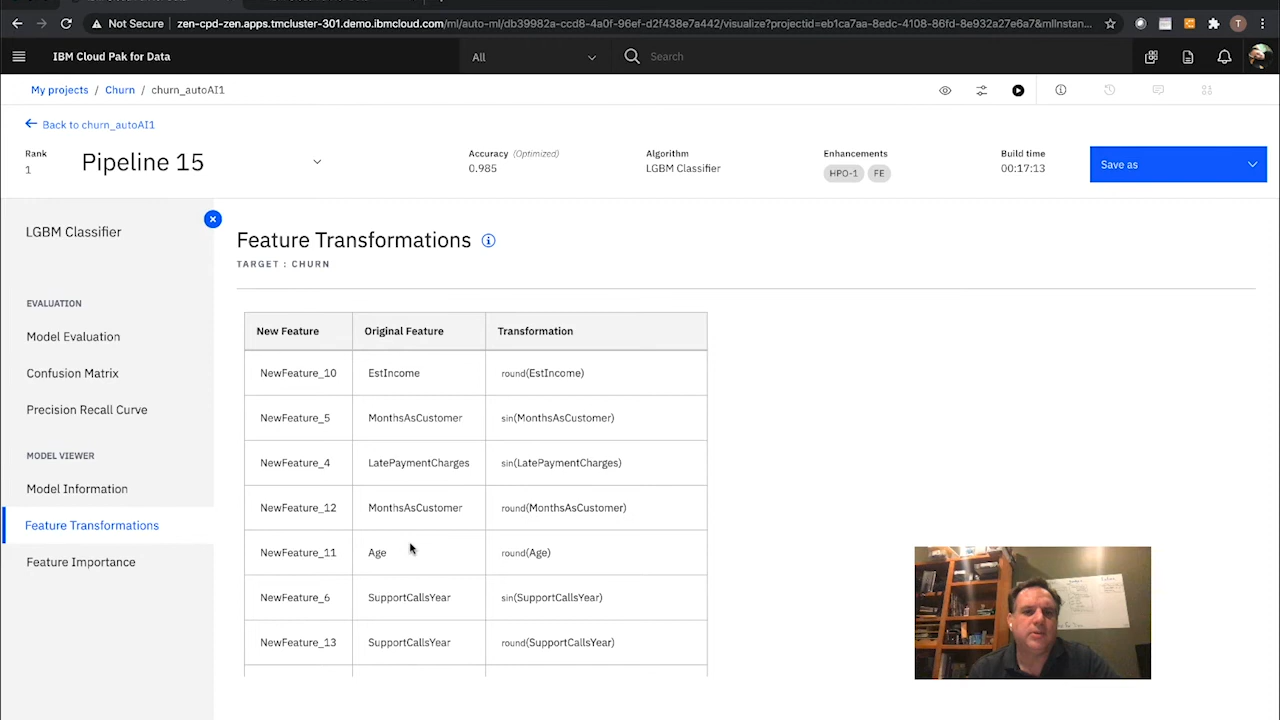 Not Secure zen-cpd-zen.apps.tmcluster-301.demo.ibmcloud.com/ml/auto-ml/db39982a-ccd8-4a0f-96ef-d2f438e7a442/visualize?projectid=eb1ca7aa-8edc-4108-86fd-8e932a27e6a7&mlInstan... T
IBM Cloud Pak for Data All Search
My projects / Churn / churn_autoAI1
Back to churn_autoAI1
Rank Accuracy (Optimized) Algorithm Enhancements Build time
1 Pipeline 15 0.985 LGBM Classifier HPO-1 FE 00:17:13 Save as
LGBM Classifier
EVALUATION
Model Evaluation
Confusion Matrix
Precision Recall Curve
MODEL VIEWER
Model Information
Feature Transformations
Feature Importance
Feature Transformations
TARGET : CHURN
New Feature Original Feature Transformation
NewFeature_10 EstIncome round(EstIncome)
NewFeature_5 MonthsAsCustomer sin(MonthsAsCustomer)
NewFeature_4 LatePaymentCharges sin(LatePaymentCharges)
NewFeature_12 MonthsAsCustomer round(MonthsAsCustomer)
NewFeature_11 Age round(Age)
NewFeature_6 SupportCallsYear sin(SupportCallsYear)
NewFeature_13 SupportCallsYear round(SupportCallsYear)